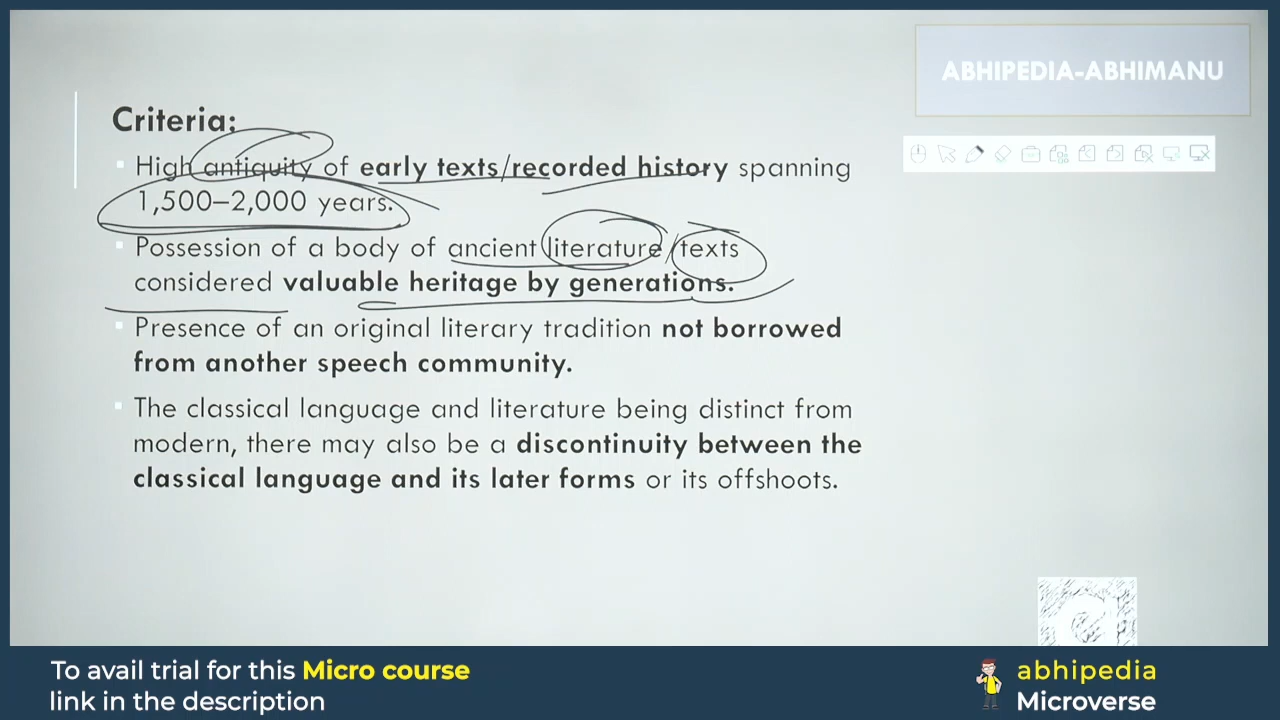 ABHIPEDIA-ABHIMANU
Criteria:
High antiquity of early texts/recorded history spanning
1,500–2,000 years.
Possession of a body of ancient literature/texts
considered valuable heritage by generations.
Presence of an original literary tradition not borrowed
from another speech community.
The classical language and literature being distinct from
modern, there may also be a discontinuity between the
classical language and its later forms or its offshoots.
To avail trial for this Micro course
link in the description
abhipedia
Microverse